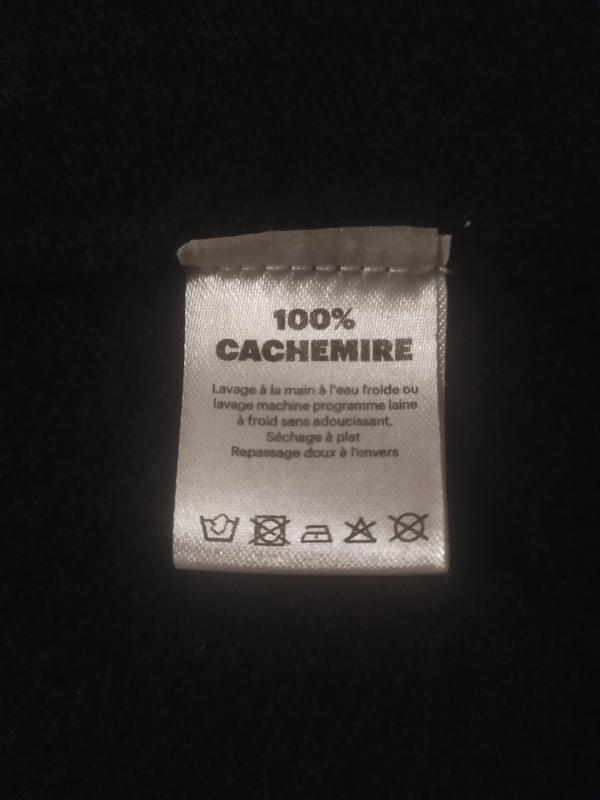 100%
CACHEMIRE
Lavage à la main à l'eau froide ou
lavage machine programme laine
à froid sans adoucissant.
Séchage à plat
Repassage doux à l'envers